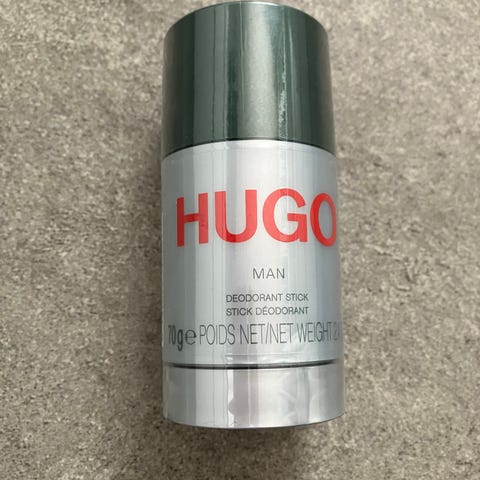 HUGO
MAN
DEODORANT STICK
STICK DÉODORANT
70g e POIDS NET/NET WEIGHT